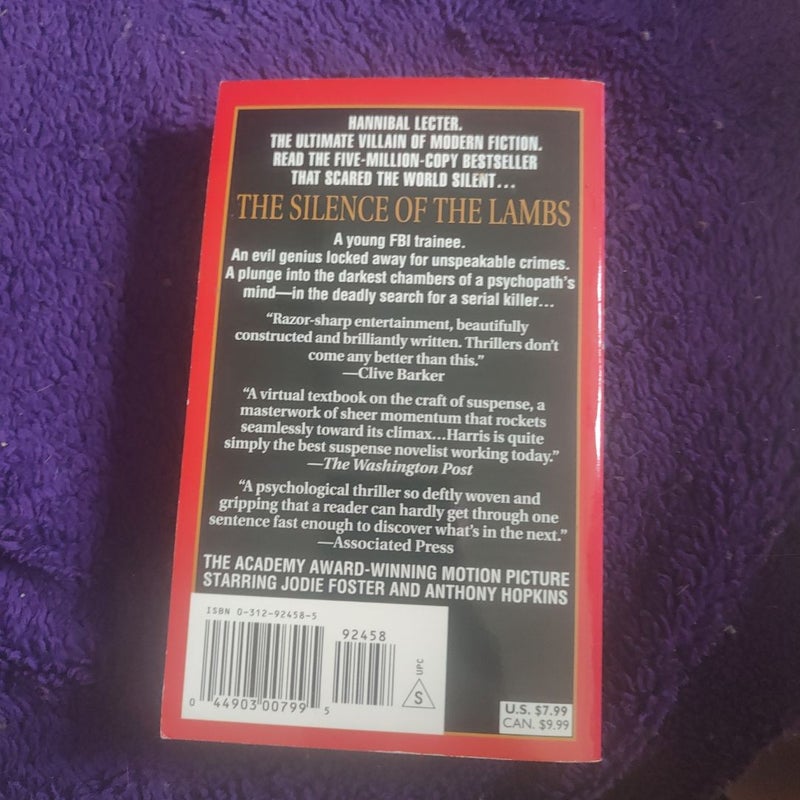 HANNIBAL LECTER.
THE ULTIMATE VILLAIN OF MODERN FICTION.
READ THE FIVE-MILLION-COPY BESTSELLER
THAT SCARED THE WORLD SILENT...
THE SILENCE OF THE LAMBS
A young FBI trainee.
An evil genius locked away for unspeakable crimes.
A plunge into the darkest chambers of a psychopath's
mind—in the deadly search for a serial killer...
“Razor-sharp entertainment, beautifully
constructed and brilliantly written. Thrillers don't
come any better than this.”
—Clive Barker
“A virtual textbook on the craft of suspense, a
masterwork of sheer momentum that rockets
seamlessly toward its climax...Harris is quite
simply the best suspense novelist working today.”
—The Washington Post
“A psychological thriller so deftly woven and
gripping that a reader can hardly get through one
sentence fast enough to discover what's in the next.”
—Associated Press
THE ACADEMY AWARD-WINNING MOTION PICTURE
STARRING JODIE FOSTER AND ANTHONY HOPKINS
ISBN 0-312-92458-5
92458
UPC
S
0 44903 00799 5
U.S. $7.99
CAN. $9.99